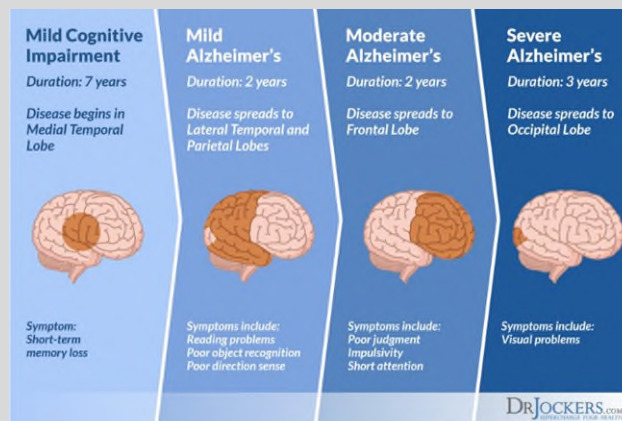 Mild Cognitive
Impairment
Duration: 7 years
Disease begins in
Medial Temporal
Lobe
Symptom:
Short-term
memory loss
Mild
Alzheimer's
Duration: 2 years
Disease spreads to
Lateral Temporal and
Parietal Lobes
Symptoms include:
Reading problems
Poor object recognition
Poor direction sense
Moderate
Alzheimer's
Duration: 2 years
Disease spreads to
Frontal Lobe
Symptoms include:
Poor judgment
Impulsivity
Short attention
Severe
Alzheimer's
Duration: 3 years
Disease spreads to
Occipital Lobe
Symptoms include:
Visual problems
DRJOCKERS.COM
SUPERCHARGE YOUR HEALTH